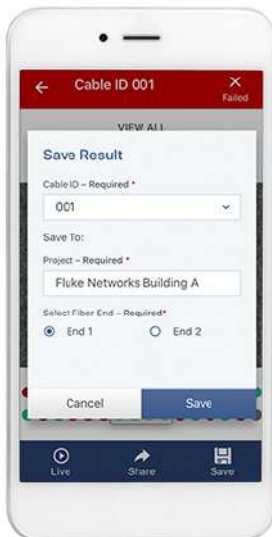 Cable ID 001
Failed
VIEW ALL
Save Result
Cable ID – Required *
001
Save To:
Project – Required *
Fluke Networks Building A
Select Fiber End – Required*
End 1 End 2
Cancel Save
Live Share Save